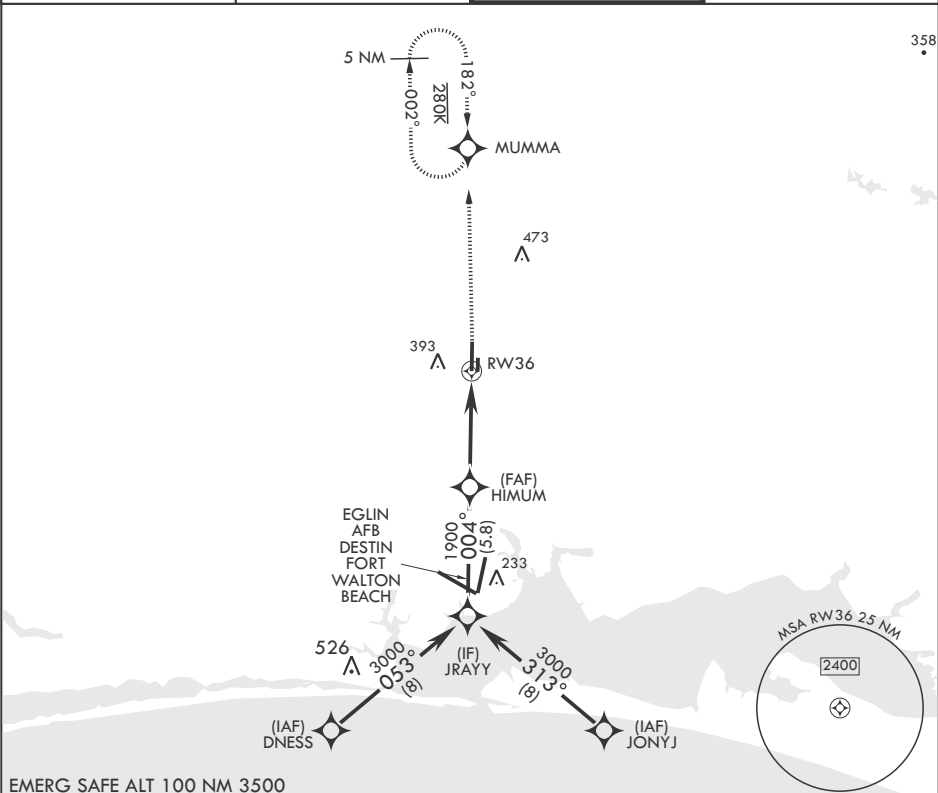 358
5 NM
182°
002°
280K
MUMMA
473
393
RW36
(FAF)
HIMUM
EGLIN
AFB
DESTIN
FORT
WALTON
BEACH
1900
004°
(5.8)
233
MSA RW36 25 NM
2400
526
3000
053°
(8)
(IF)
JRAYY
3000
313°
(8)
(IAF)
DNESS
(IAF)
JONYJ
EMERG SAFE ALT 100 NM 3500